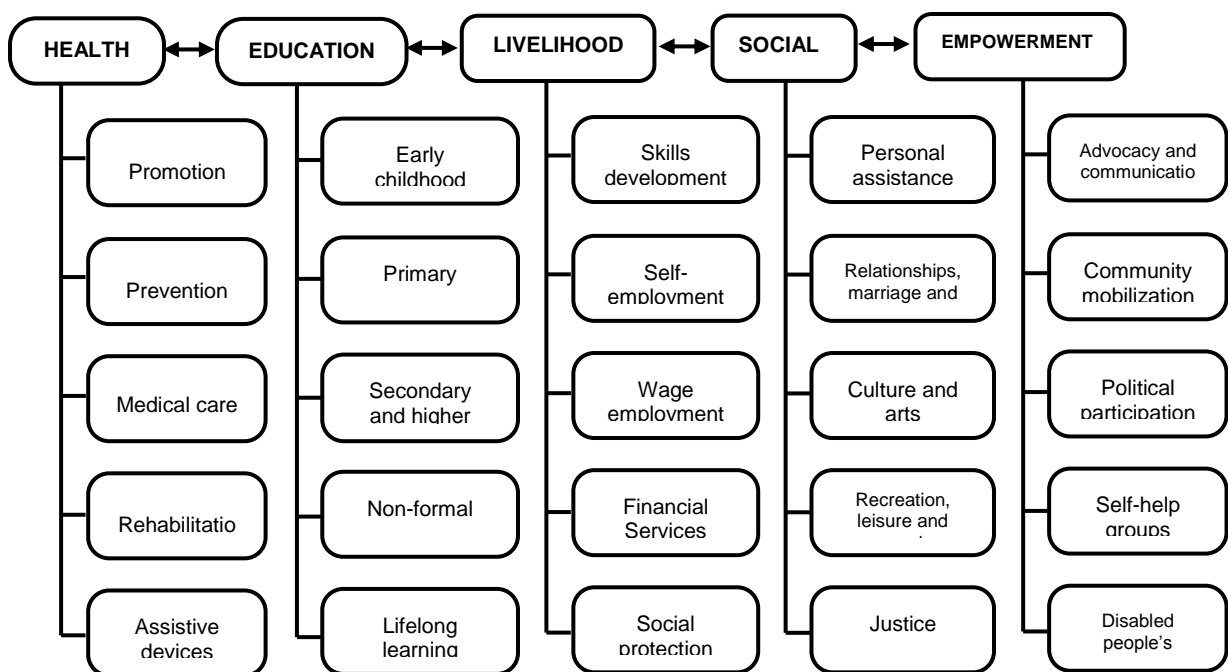 HEALTH
EDUCATION
LIVELIHOOD
SOCIAL
EMPOWERMENT
Promotion
Prevention
Medical care
Rehabilitatio
Assistive
devices
Early
childhood
Primary
Secondary
and higher
Non-formal
Lifelong
learning
Skills
development
Self-
employment
Wage
employment
Financial
Services
Social
protection
Personal
assistance
Relationships,
marriage and
Culture and
arts
Recreation,
leisure and
Justice
Advocacy and
communicatio
Community
mobilization
Political
participation
Self-help
groups
Disabled
people's